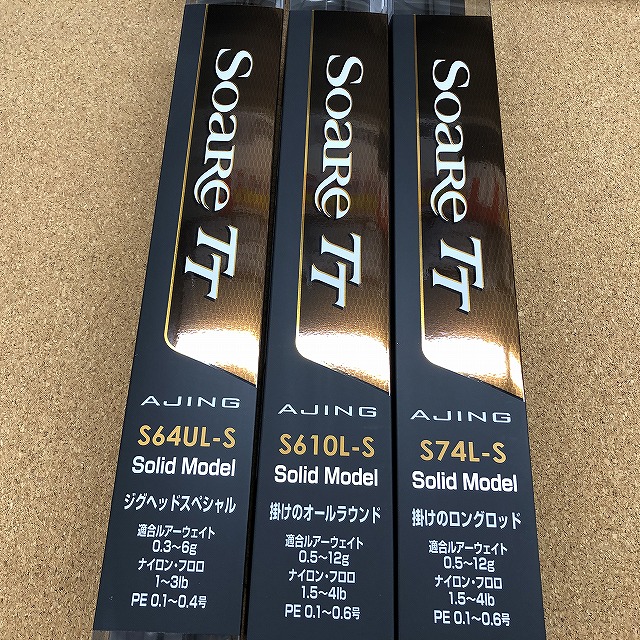 Soare TT
AJING
S64UL-S
Solid Model
ジグヘッドスペシャル
適合ルアーウェイト
0.3~6g
ナイロン・フロロ
1~3lb
PE 0.1~0.4号
Soare TT
AJING
S610L-S
Solid Model
掛けのオールラウンド
適合ルアーウェイト
0.5~12g
ナイロン・フロロ
1.5~4lb
PE 0.1~0.6号
Soare TT
AJING
S74L-S
Solid Model
掛けのロングロッド
適合ルアーウェイト
0.5~12g
ナイロン・フロロ
1.5~4lb
PE 0.1~0.6号